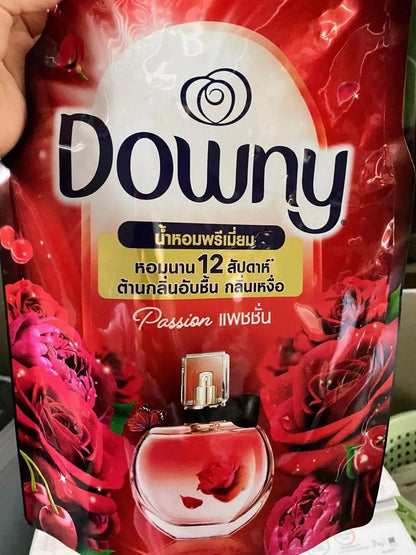 Downy
น้ำหอมพรีเมี่ยม
หอมนาน 12 สัปดาห์*
ต้านกลิ่นอับชื้น กลิ่นเหงื่อ
Passion แพชชั่น